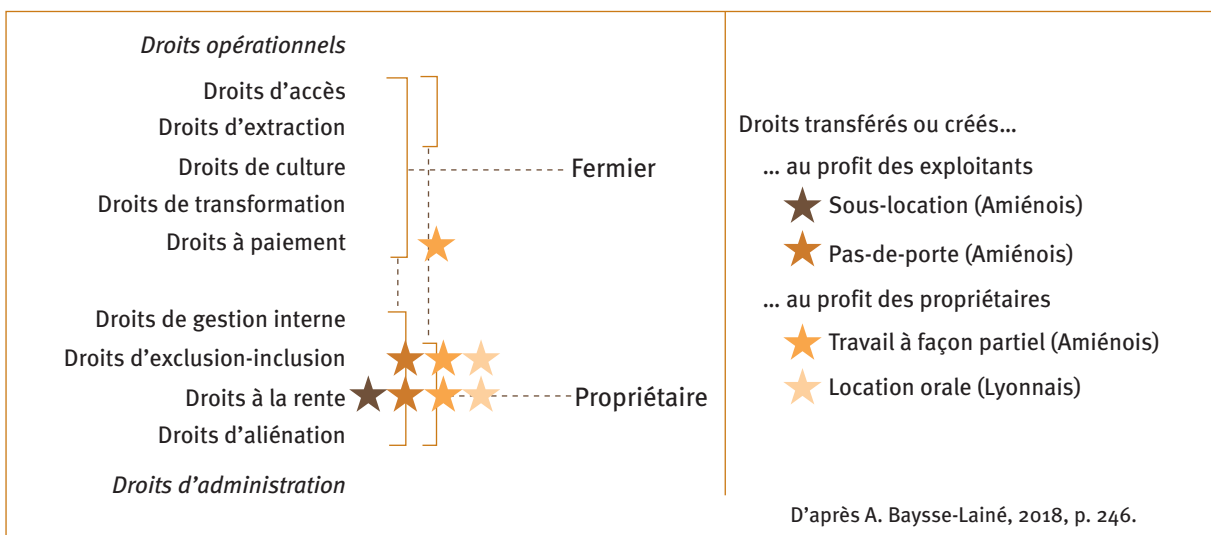 Droits opérationnels
Droits d'accès
Droits d'extraction
Droits de culture
Droits de transformation
Droits à paiement
Fermier
Droits de gestion interne
Droits d'exclusion-inclusion
Droits à la rente
Droits d'aliénation
Propriétaire
Droits d'administration
Droits transférés ou créés...
... au profit des exploitants
Sous-location (Amiénois)
Pas-de-porte (Amiénois)
... au profit des propriétaires
Travail à façon partiel (Amiénois)
Location orale (Lyonnais)
D'après A. Baysse-Lainé, 2018, p. 246.